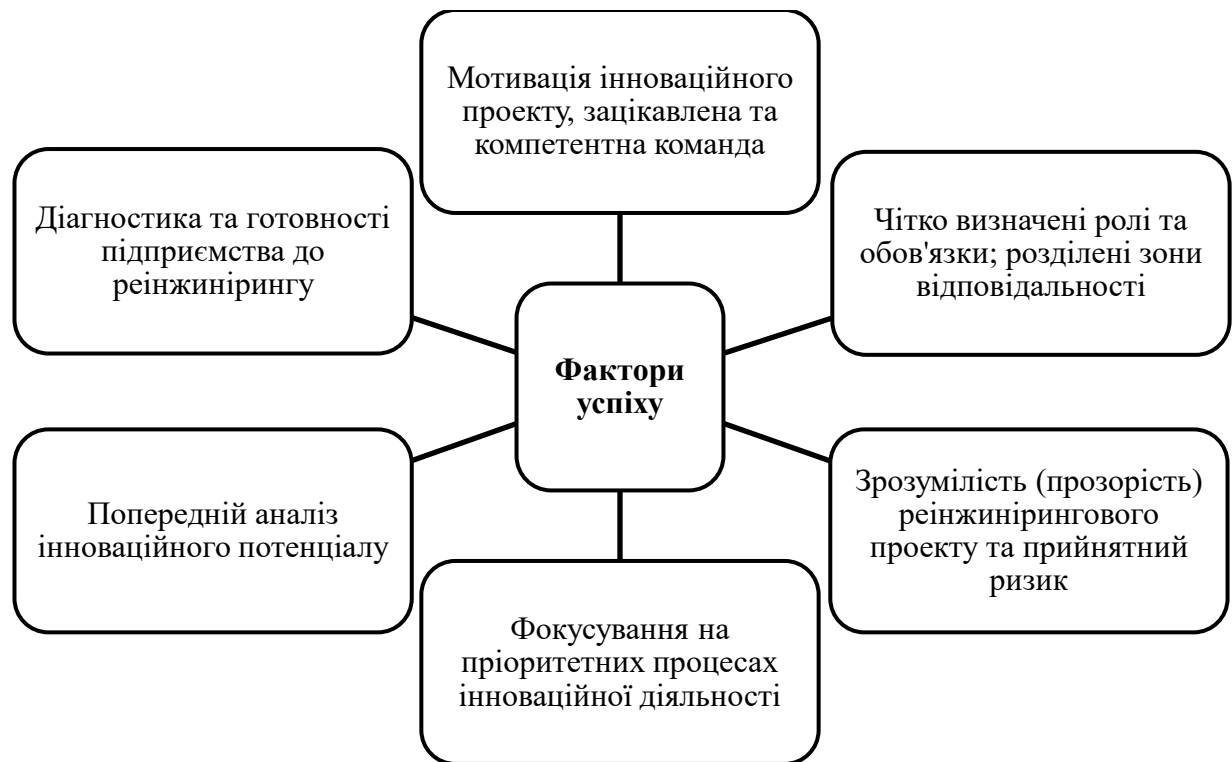 Мотивація інноваційного
проекту, зацікавлена та
компетентна команда
Діагностика та готовності
підприємства до
реінжинірингу
Чітко визначені ролі та
обов'язки; розділені зони
відповідальності
Фактори
успіху
Попередній аналіз
інноваційного потенціалу
Зрозумілість (прозорість)
реінжинірингового
проекту та прийнятний
ризик
Фокусування на
пріоритетних процесах
інноваційної діяльності